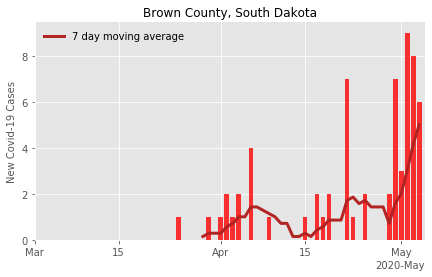 Brown County, South Dakota
7 day moving average
New Covid-19 Cases
8
6
4
2
0
Mar
15
Apr
15
May
2020-May